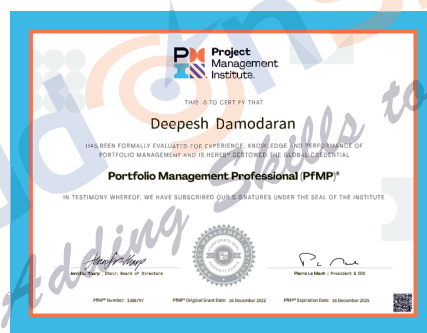 Project
Management
Institute.
THIS IS TO CERTIFY THAT
Deepesh Damodaran
HAS BEEN FORMALLY EVALUATED FOR EXPERIENCE, KNOWLEDGE AND PERFORMANCE OF
PORTFOLIO MANAGEMENT AND IS HEREBY BESTOWED THE GLOBAL CREDENTIAL
Portfolio Management Professional (PfMP)®
IN TESTIMONY WHEREOF, WE HAVE SUBSCRIBED OUR SIGNATURES UNDER THE SEAL OF THE INSTITUTE
Chair, Board of Directors
Pierre Le Manh | President & CEO
PfMP® Number: 3386757
PfMP® Original Grant Date: 16 December 2022
PfMP® Expiration Date: 16 December 2025
Adding Skills to